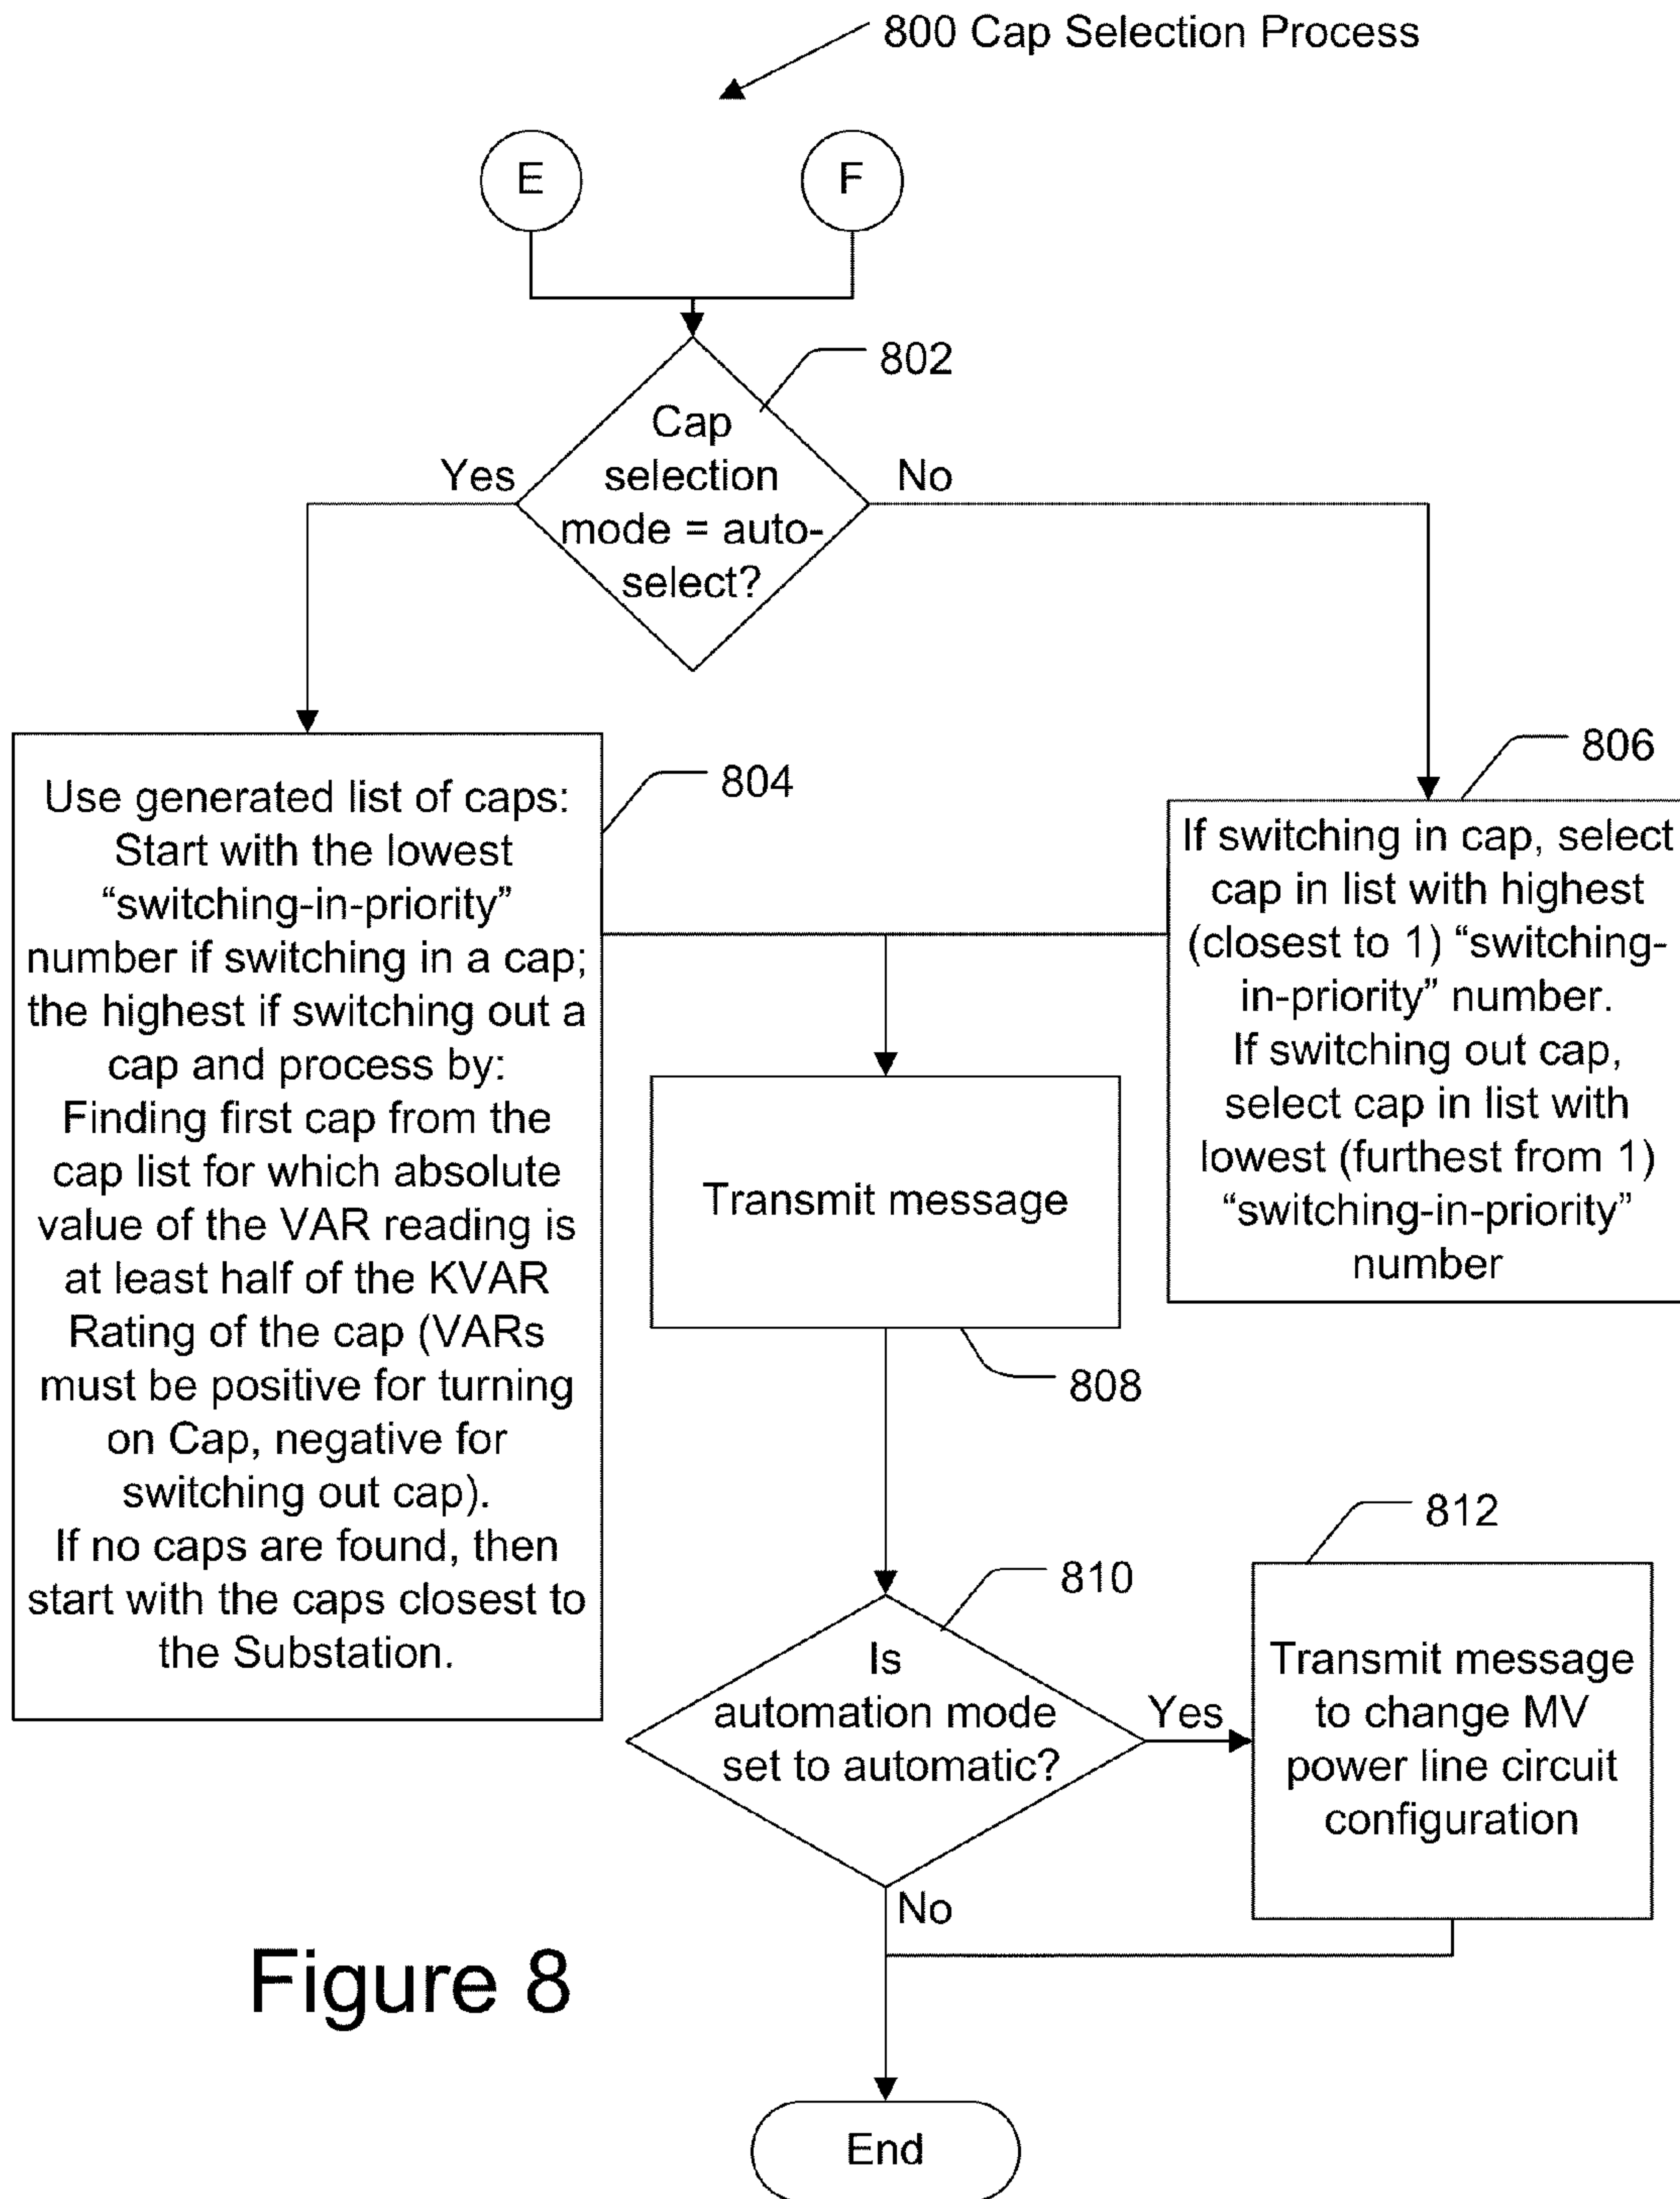 800 Cap Selection Process
E
F
802
Cap
selection
mode = auto-
select?
Yes
No
804
Use generated list of caps:
Start with the lowest
“switching-in-priority”
number if switching in a cap;
the highest if switching out a
cap and process by:
Finding first cap from the
cap list for which absolute
value of the VAR reading is
at least half of the KVAR
Rating of the cap (VARs
must be positive for turning
on Cap, negative for
switching out cap).
If no caps are found, then
start with the caps closest to
the Substation.
806
If switching in cap, select
cap in list with highest
(closest to 1) “switching-
in-priority” number.
If switching out cap,
select cap in list with
lowest (furthest from 1)
“switching-in-priority”
number
Transmit message
808
810
Is
automation mode
set to automatic?
Yes
No
812
Transmit message
to change MV
power line circuit
configuration
Figure 8
End